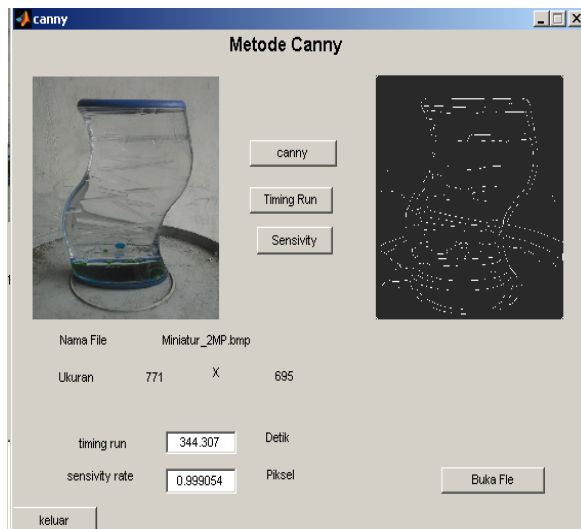 canny
Metode Canny
canny
Timing Run
Sensivity
Nama File Miniatur_2MP.bmp
Ukuran 771 X 695
timing run 344.307 Detik
sensivity rate 0.999054 Piksel
Buka Fle
keluar